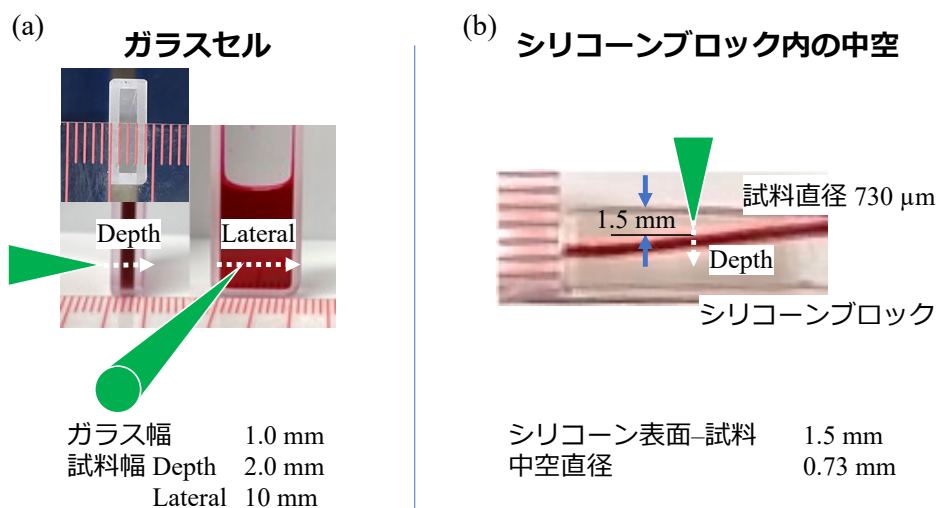 (a)
ガラスセル
Depth
Lateral
ガラス幅 1.0 mm
試料幅 Depth 2.0 mm
Lateral 10 mm
(b)
シリコーンブロック内の中空
試料直径 730 µm
1.5 mm
Depth
シリコーンブロック
シリコーン表面–試料 1.5 mm
中空直径 0.73 mm